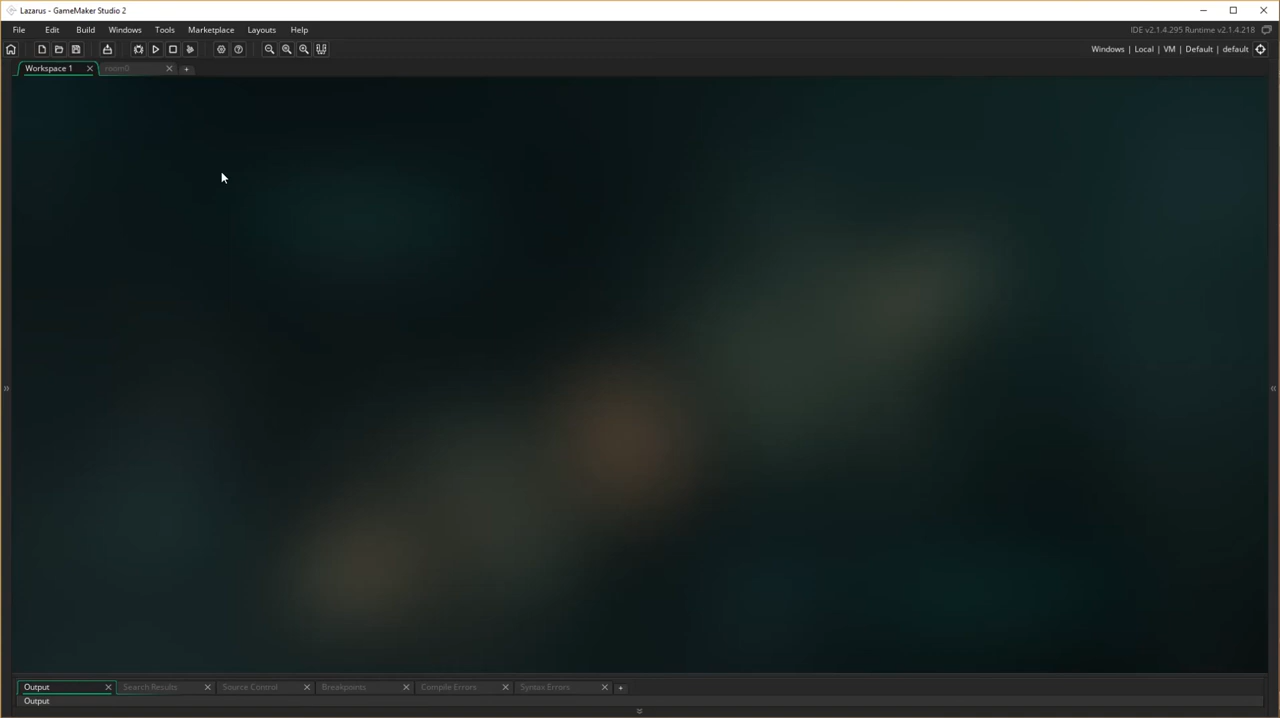 Lazarus - GameMaker Studio 2
File Edit Build Windows Tools Marketplace Layouts Help
IDE v2.1.4.295 Runtime v2.1.4.218
Windows | Local | VM | Default | default
Workspace 1
room0
Output
Search Results
Source Control
Breakpoints
Compile Errors
Syntax Errors
Output